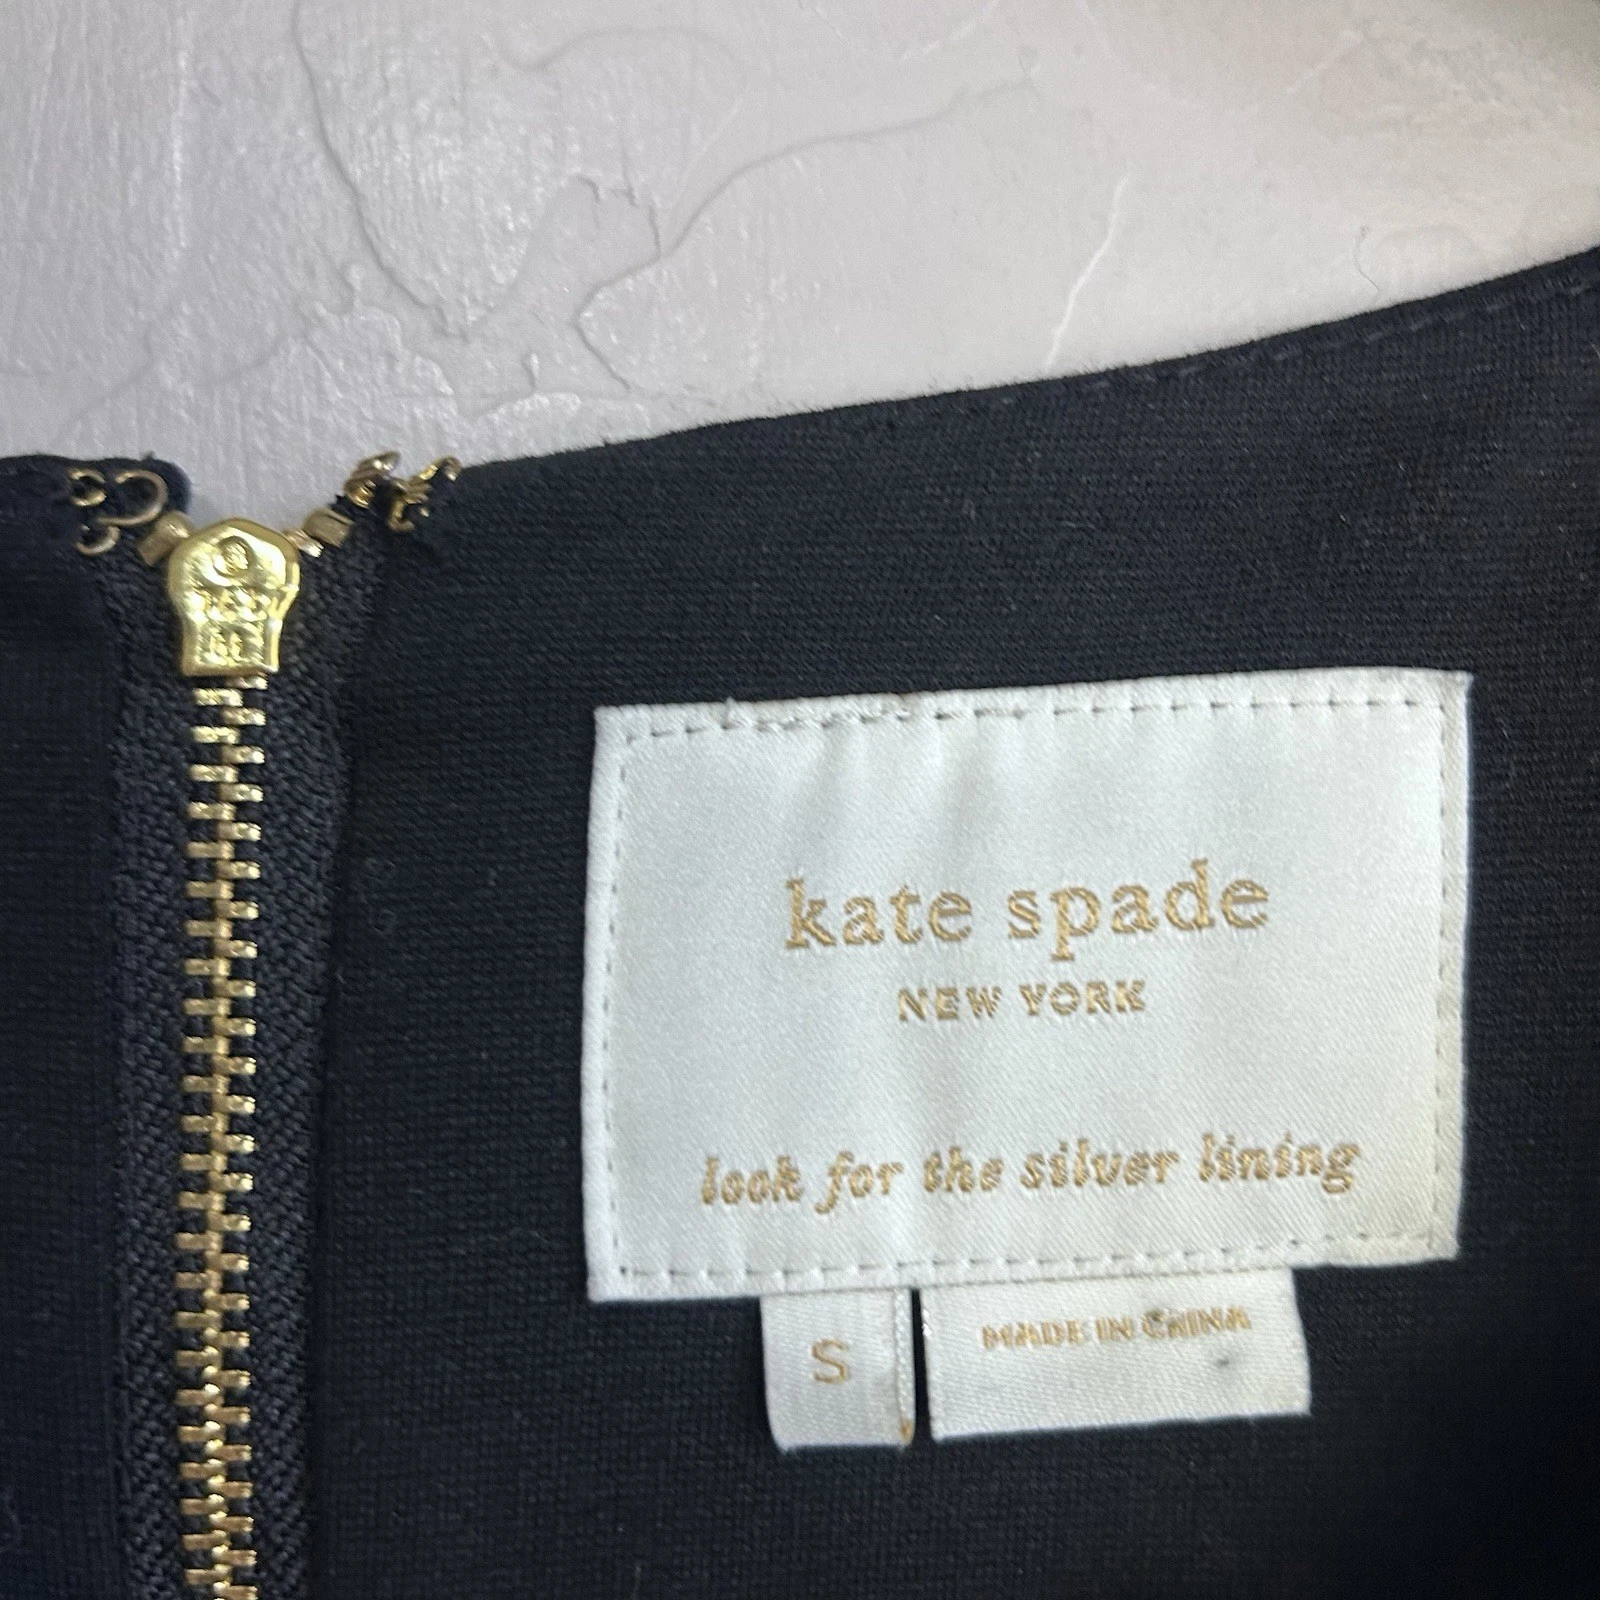 kate spade
NEW YORK
look for the silver lining
S
MADE IN CHINA